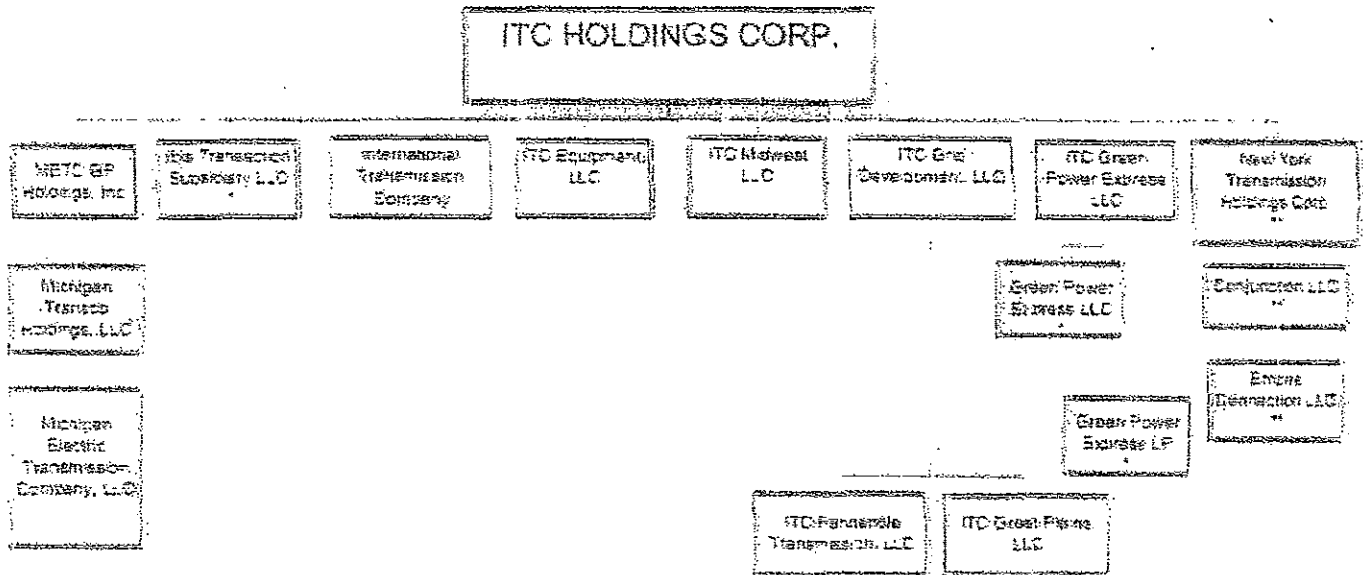 ITC HOLDINGS CORP.
METC GP
Holdings, Inc
Transaction
Subsidiary LLC
*
International
Transmission
Company
ITC Equipment,
LLC
ITC Midwest
LLC
ITC Grid
Development, LLC
ITC Green
Power Express
LLC
New York
Transmission
Holdings Corp
**
Michigan
Transco
Holdings, LLC
Green Power
Express LLC
*
Conjunction LLC
**
Michigan
Electric
Transmission
Company, LLC
Empire
Connection LLC
**
Green Power
Express LP
*
ITC Panhandle
Transmission, LLC
ITC Great Plains
LLC